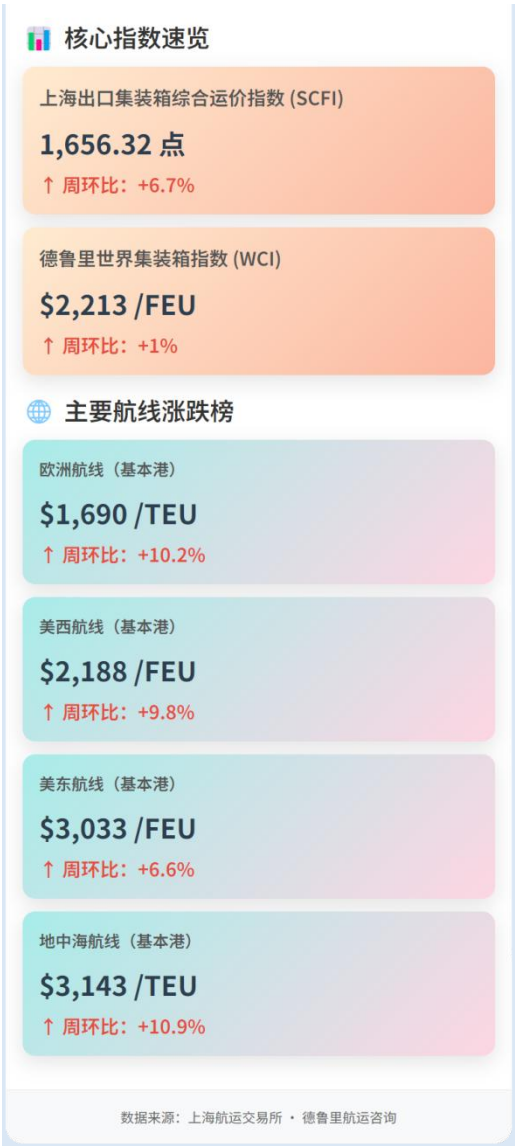 核心指数速览
上海出口集装箱综合运价指数 (SCFI)
1,656.32 点
↑ 周环比：+6.7%
德鲁里世界集装箱指数 (WCI)
$2,213 /FEU
↑ 周环比：+1%
主要航线涨跌榜
欧洲航线（基本港）
$1,690 /TEU
↑ 周环比：+10.2%
美西航线（基本港）
$2,188 /FEU
↑ 周环比：+9.8%
美东航线（基本港）
$3,033 /FEU
↑ 周环比：+6.6%
地中海航线（基本港）
$3,143 /TEU
↑ 周环比：+10.9%
数据来源：上海航运交易所 • 德鲁里航运咨询